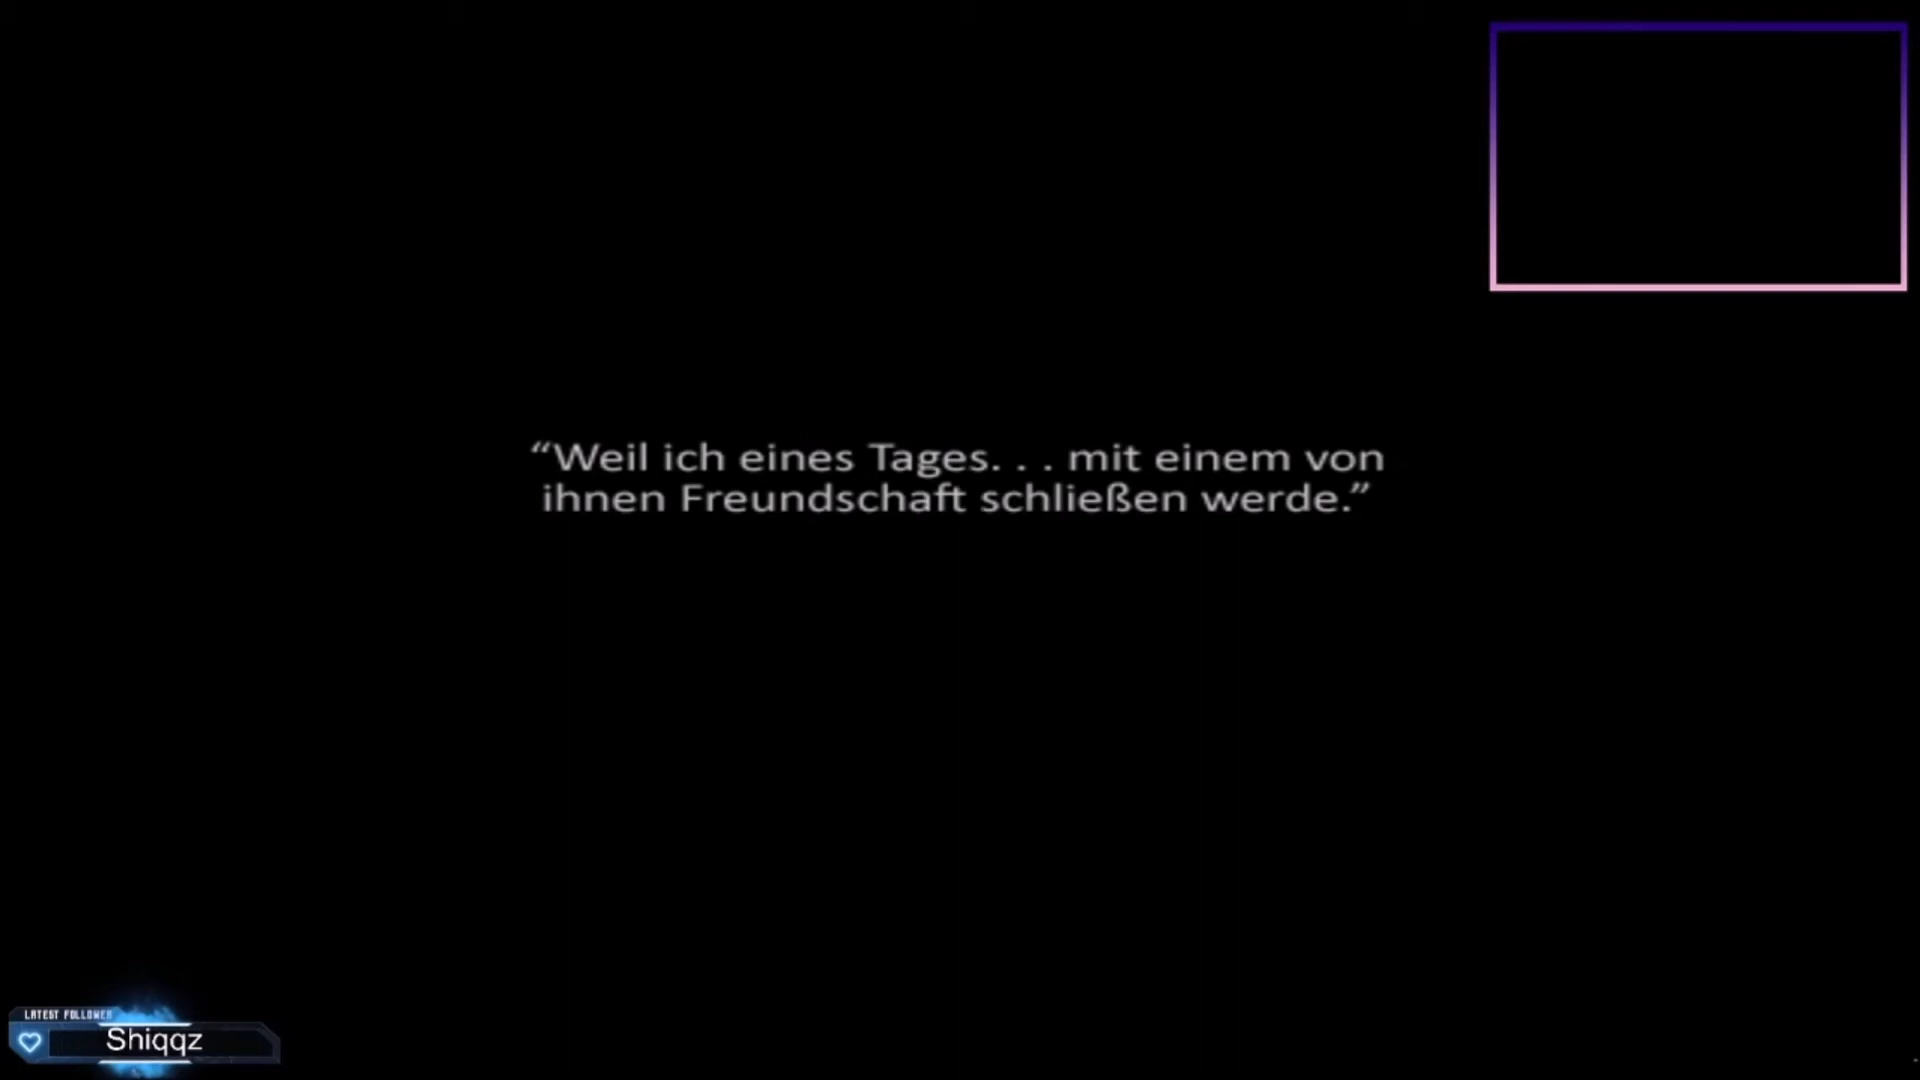 “Weil ich eines Tages. . . mit einem von
ihnen Freundschaft schließen werde.”
LATEST FOLLOWER
Shiqqz